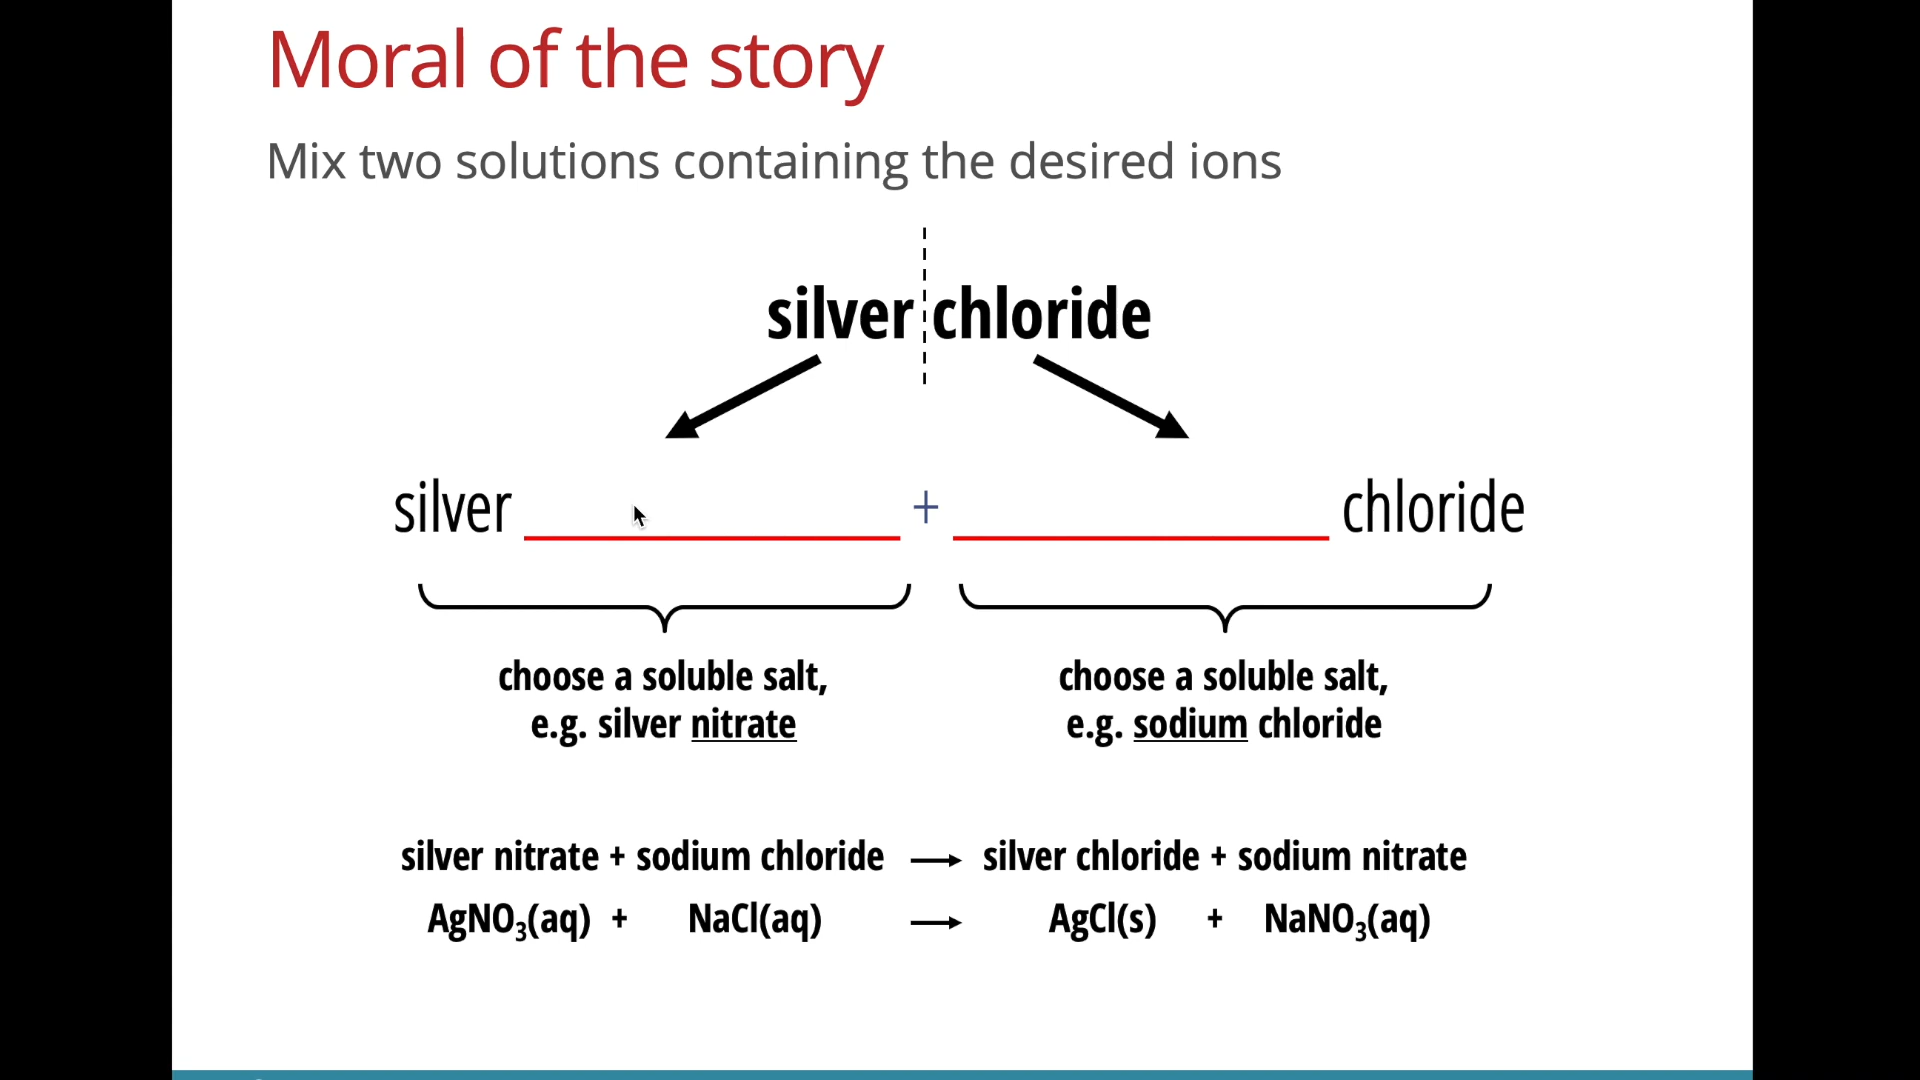 Moral of the story
Mix two solutions containing the desired ions
silver chloride
silver + chloride
choose a soluble salt,
e.g. silver nitrate
choose a soluble salt,
e.g. sodium chloride
silver nitrate + sodium chloride → silver chloride + sodium nitrate
AgNO₃(aq) + NaCl(aq) → AgCl(s) + NaNO₃(aq)